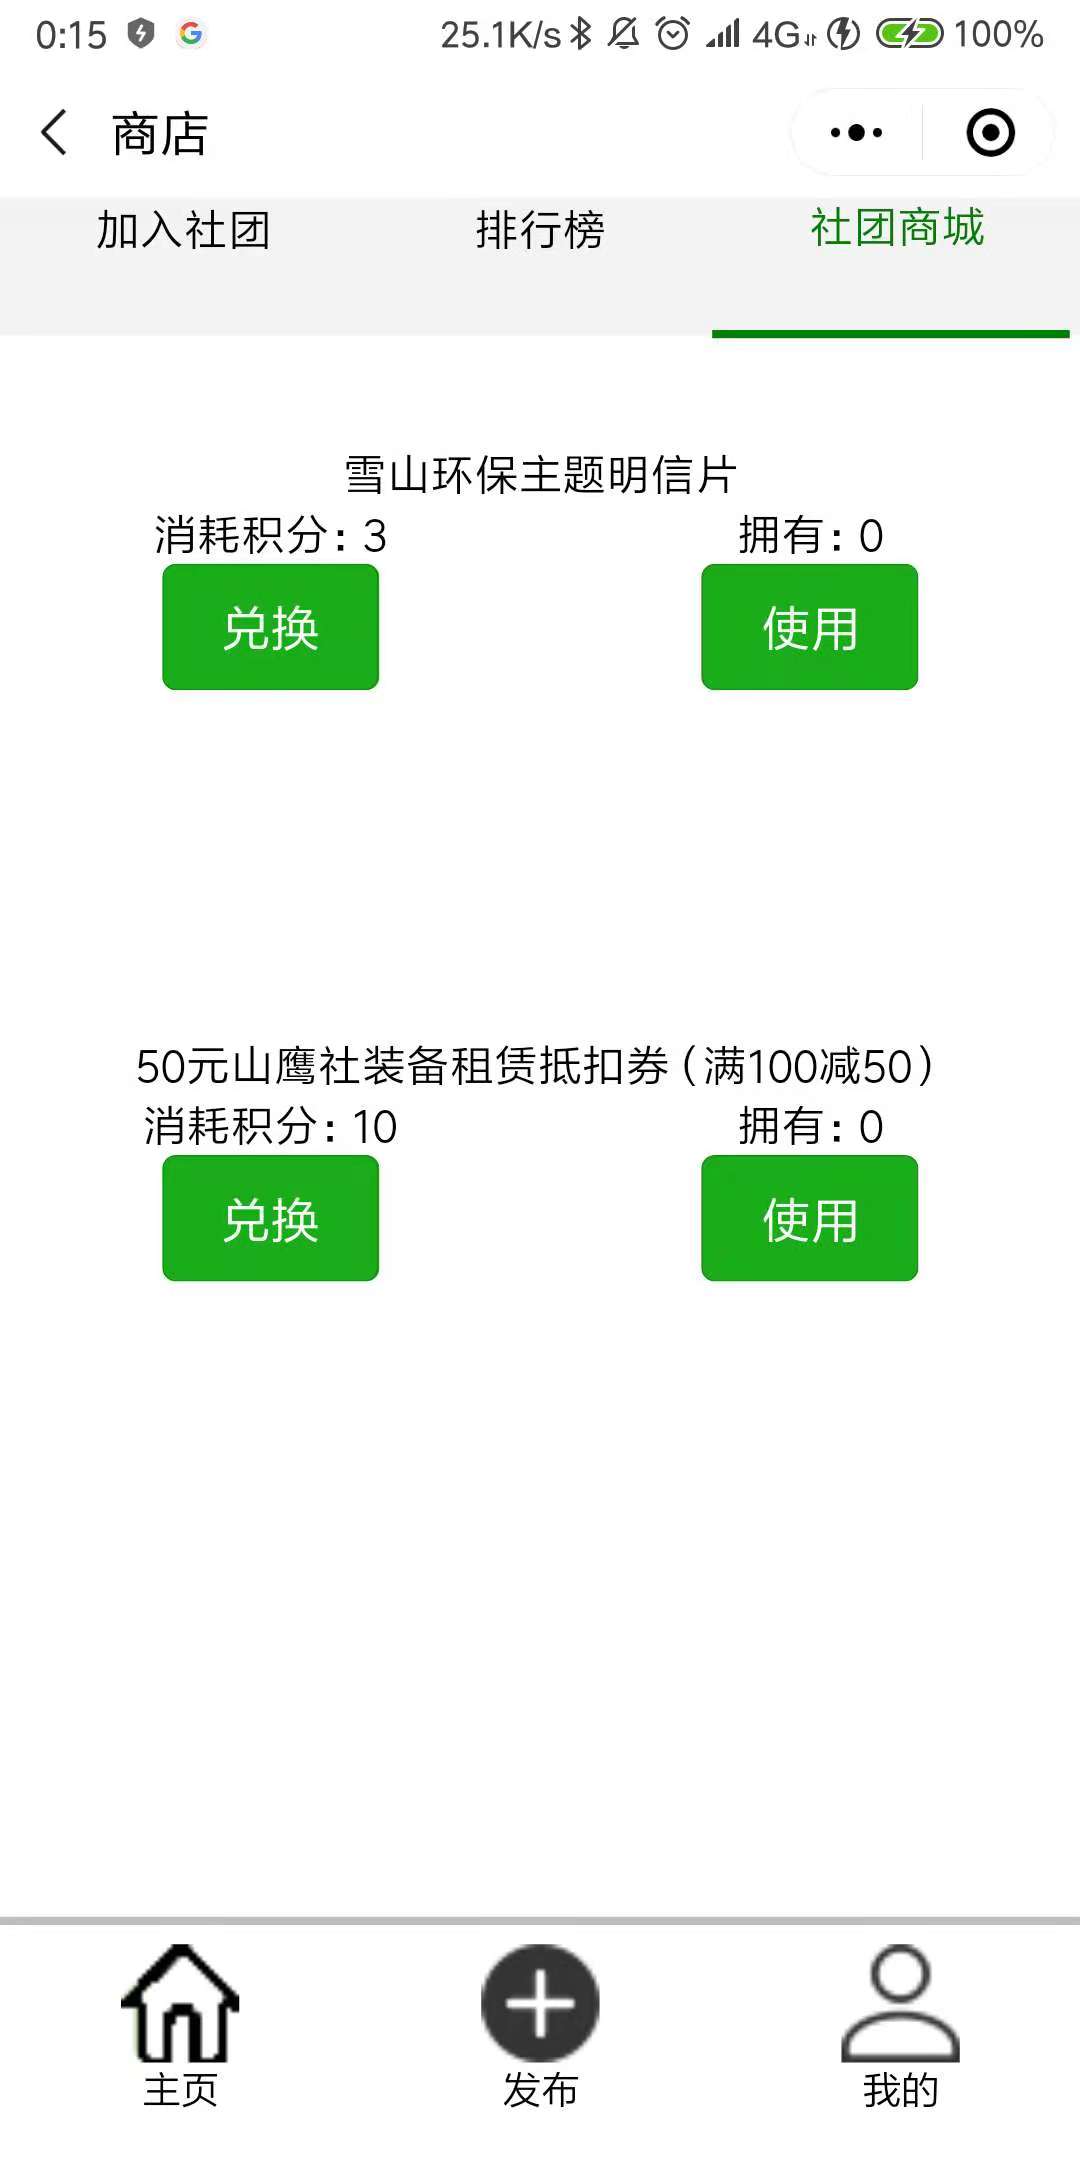 0:15 25.1K/s 4G 100%
商店
加入社团 排行榜 社团商城
雪山环保主题明信片
消耗积分: 3 拥有: 0
兑换 使用
50元山鹰社装备租赁抵扣券(满100减50)
消耗积分: 10 拥有: 0
兑换 使用
主页 发布 我的